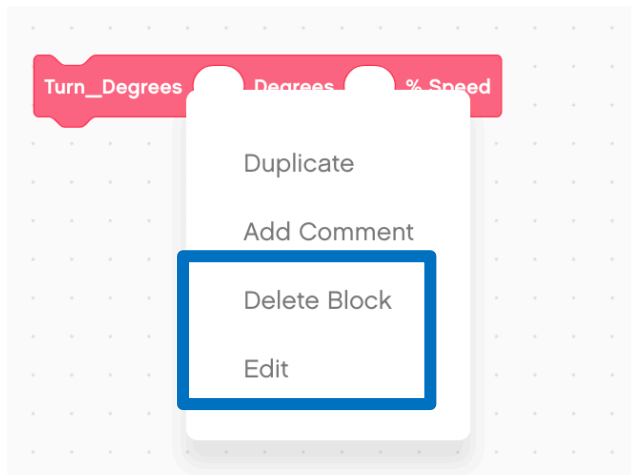 Turn_Degrees Degrees % Speed
Duplicate
Add Comment
Delete Block
Edit